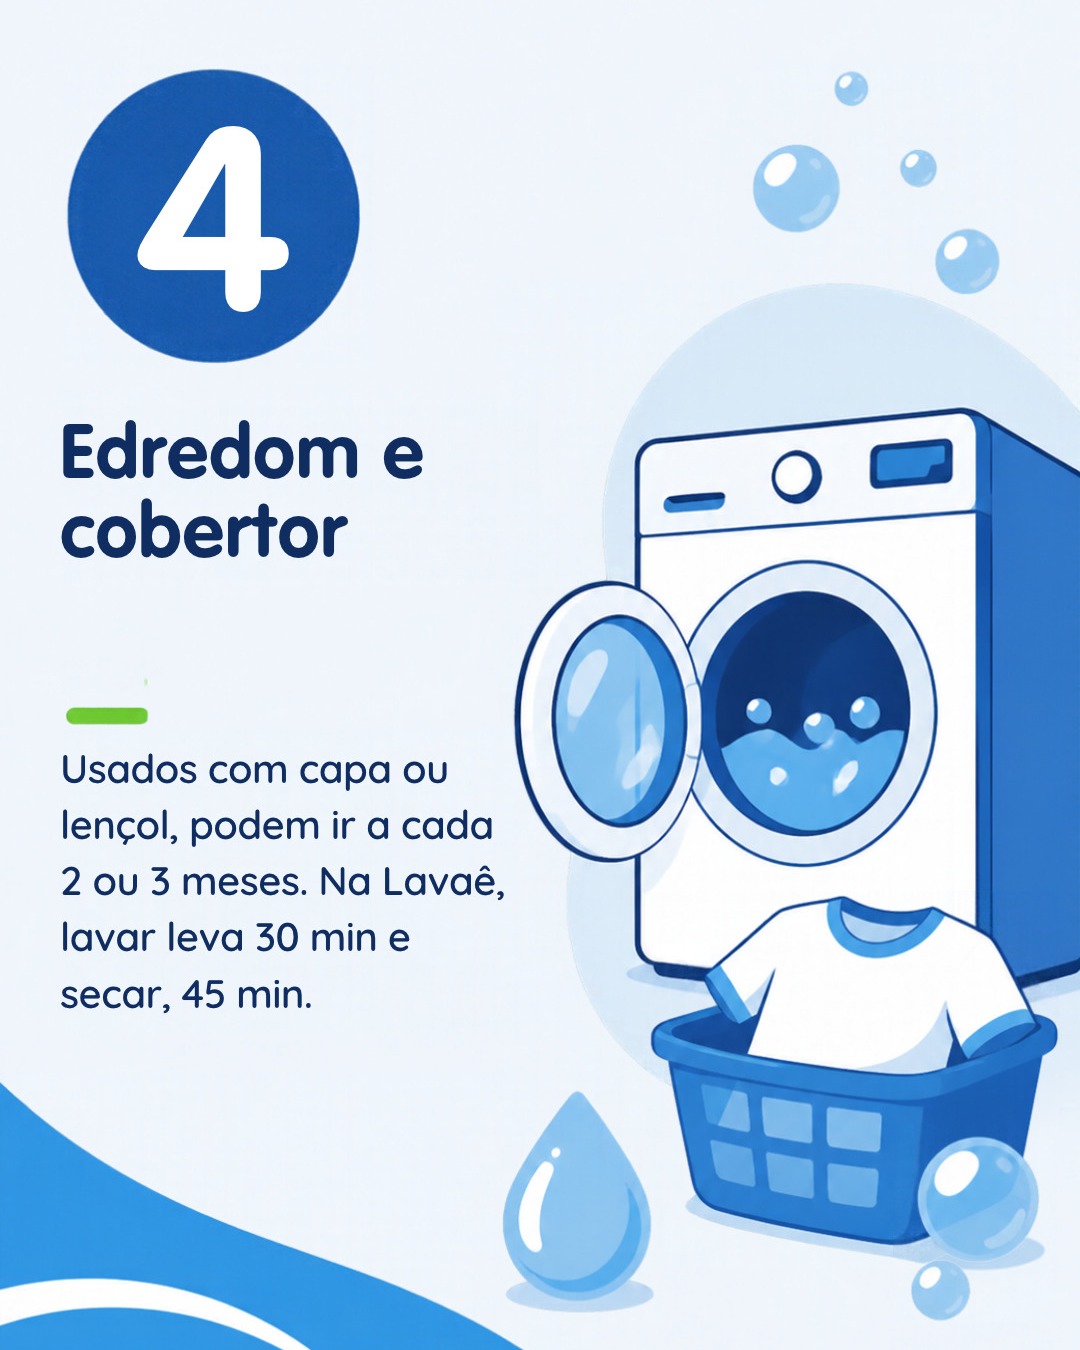 4
Edredom e
cobertor
Usados com capa ou
lençol, podem ir a cada
2 ou 3 meses. Na Lavaê,
lavar leva 30 min e
secar, 45 min.